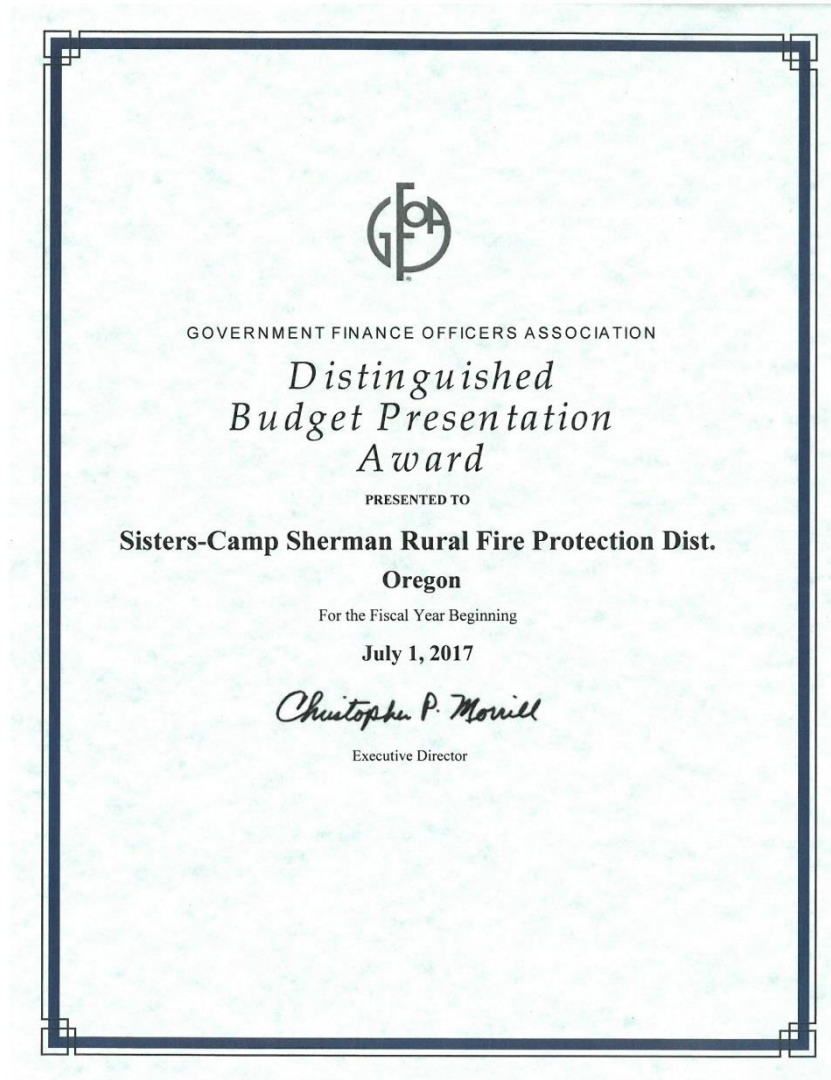 GFOA
GOVERNMENT FINANCE OFFICERS ASSOCIATION
Distinguished
Budget Presentation
Award
PRESENTED TO
Sisters-Camp Sherman Rural Fire Protection Dist.
Oregon
For the Fiscal Year Beginning
July 1, 2017
Christopher P. Morrill
Executive Director